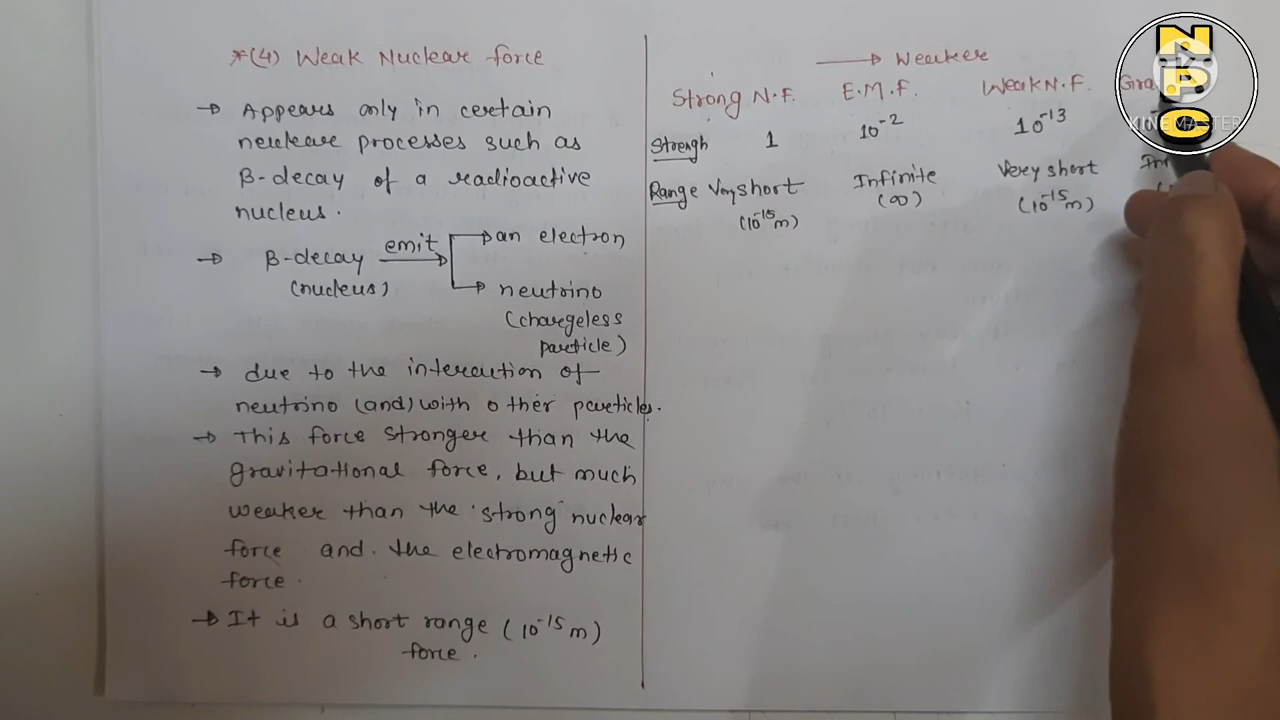 *(4) Weak Nuclear force
→ Appears only in certain
nuclear processes such as
β-decay of a radioactive
nucleus.
→ β-decay emit → an electron
(nucleus) → neutrino
(chargeless
particle)
→ due to the interaction of
neutrino (and) with other particles.
→ This force stronger than the
gravitational force, but much
weaker than the 'strong' nuclear
force and. the electromagnetic
force.
→ It is a short range (10⁻¹⁵ m)
force.
→ Weaker
Strong N.F. E.M.F. Weak N.F.
Strengh 1 10⁻² 10⁻¹³
Range Very short Infinite Very short
(10⁻¹⁵m) (∞) (10⁻¹⁵m)
NPC
KINEMASTER